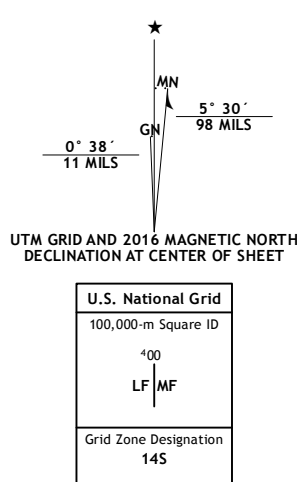 ★
MN
5° 30´
98 MILS
GN
0° 38´
11 MILS
UTM GRID AND 2016 MAGNETIC NORTH
DECLINATION AT CENTER OF SHEET
U.S. National Grid
100,000-m Square ID
⁴00
LF MF
Grid Zone Designation
14S